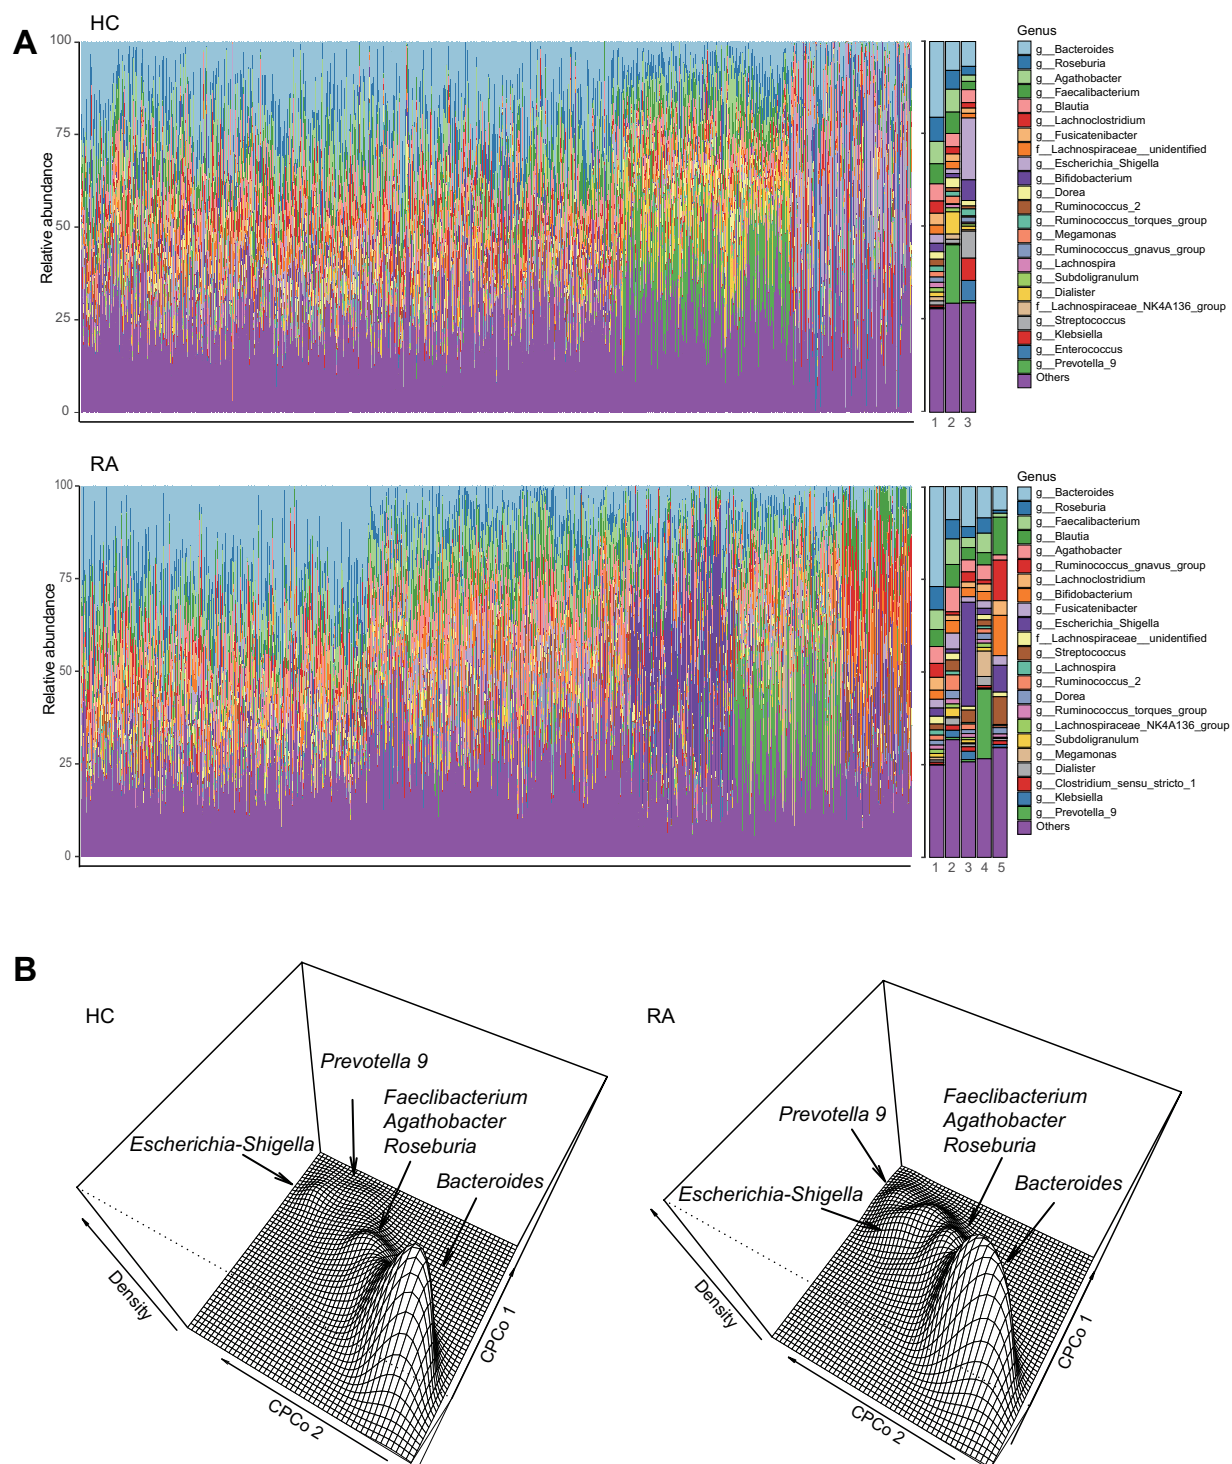 A
HC
Relative abundance
100
75
50
25
0
1 2 3
Genus
g__Bacteroides
g__Roseburia
g__Agathobacter
g__Faecalibacterium
g__Blautia
g__Lachnoclostridium
g__Fusicatenibacter
f__Lachnospiraceae__unidentified
g__Escherichia_Shigella
g__Bifidobacterium
g__Dorea
g__Ruminococcus_2
g__Ruminococcus_torques_group
g__Megamonas
g__Ruminococcus_gnavus_group
g__Lachnospira
g__Subdoligranulum
g__Dialister
f__Lachnospiraceae_NK4A136_group
g__Streptococcus
g__Klebsiella
g__Enterococcus
g__Prevotella_9
Others
RA
Relative abundance
100
75
50
25
0
1 2 3 4 5
Genus
g__Bacteroides
g__Roseburia
g__Faecalibacterium
g__Blautia
g__Agathobacter
g__Ruminococcus_gnavus_group
g__Lachnoclostridium
g__Bifidobacterium
g__Fusicatenibacter
g__Escherichia_Shigella
f__Lachnospiraceae__unidentified
g__Streptococcus
g__Lachnospira
g__Ruminococcus_2
g__Dorea
g__Ruminococcus_torques_group
g__Lachnospiraceae_NK4A136_group
g__Subdoligranulum
g__Megamonas
g__Dialister
g__Clostridium_sensu_stricto_1
g__Klebsiella
g__Prevotella_9
Others
B
HC
Prevotella 9
Faeclibacterium
Agathobacter
Roseburia
Escherichia-Shigella
Bacteroides
Density
CPCo 2
CPCo 1
RA
Prevotella 9
Faeclibacterium
Agathobacter
Roseburia
Escherichia-Shigella
Bacteroides
Density
CPCo 2
CPCo 1